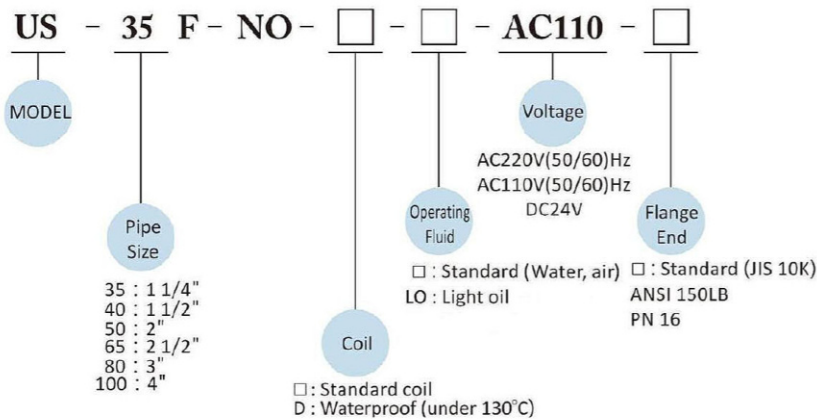 US - 35 F - NO - □ - □ - AC110 - □
MODEL
Voltage
AC220V(50/60)Hz
AC110V(50/60)Hz
DC24V
Pipe
Size
35 : 1 1/4"
40 : 1 1/2"
50 : 2"
65 : 2 1/2"
80 : 3"
100 : 4"
Operating
Fluid
□ : Standard (Water, air)
LO : Light oil
Flange
End
□ : Standard (JIS 10K)
ANSI 150LB
PN 16
Coil
□ : Standard coil
D : Waterproof (under 130°C)